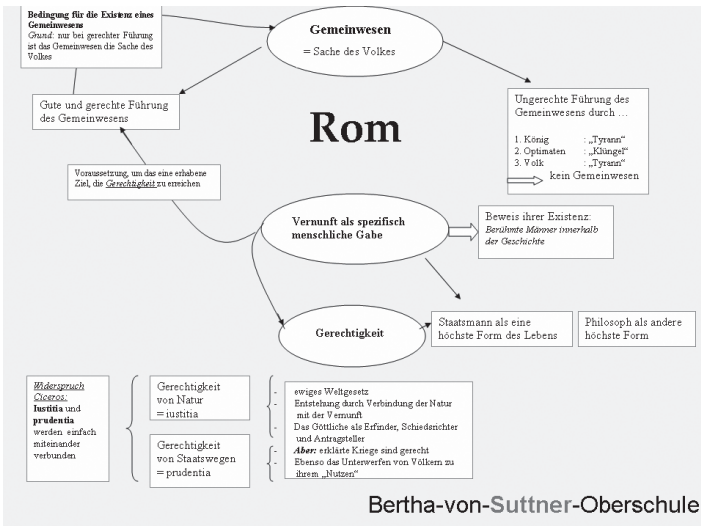 Bedingung für die Existenz eines
Gemeinwesens
Grund: nur bei gerechter Führung
ist das Gemeinwesen die Sache des
Volkes
Gemeinwesen
= Sache des Volkes
Gute und gerechte Führung
des Gemeinwesens
Rom
Ungerechte Führung des
Gemeinwesens durch ...
1. König : „Tyrann“
2. Optimaten : „Klüngel“
3. Volk : „Tyrann“
kein Gemeinwesen
Voraussetzung, um das eine erhabene
Ziel, die Gerechtigkeit zu erreichen
Vernunft als spezifisch
menschliche Gabe
Beweis ihrer Existenz:
Berühmte Männer innerhalb
der Geschichte
Gerechtigkeit
Staatsmann als eine
höchste Form des Lebens
Philosoph als andere
höchste Form
Widerspruch
Ciceros:
Iustitia und
prudentia
werden einfach
miteinander
verbunden
Gerechtigkeit
von Natur
= iustitia
Gerechtigkeit
von Staatswegen
= prudentia
- ewiges Weltgesetz
- Entstehung durch Verbindung der Natur
mit der Vernunft
- Das Göttliche als Erfinder, Schiedsrichter
und Antragsteller
- Aber: erklärte Kriege sind gerecht
- Ebenso das Unterwerfen von Völkern zu
ihrem „Nutzen“
Bertha-von-Suttner-Oberschule